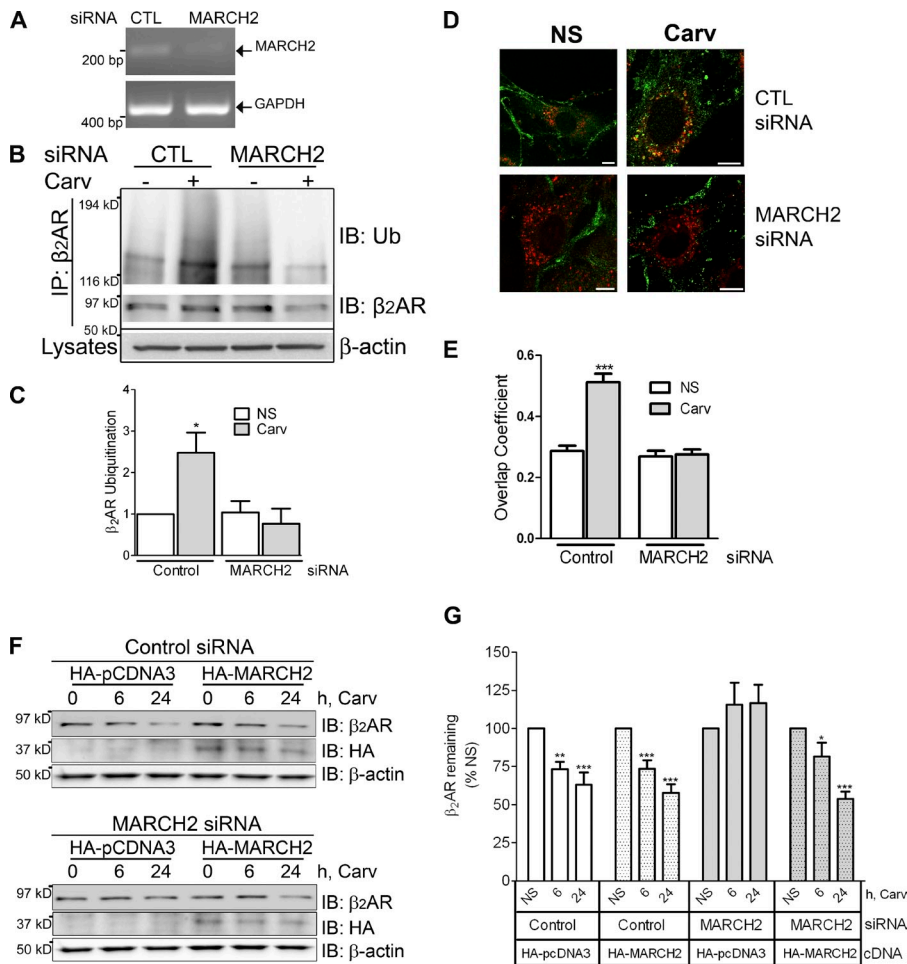 A
siRNA CTL MARCH2
200 bp
MARCH2
400 bp
GAPDH
B
siRNA CTL MARCH2
Carv - + - +
IP: β2AR
194 kD
116 kD
IB: Ub
97 kD
50 kD
IB: β2AR
Lysates
β-actin
C
β2AR Ubiquitination
4
3
2
1
0
NS
Carv
*
Control MARCH2 siRNA
D
NS Carv
CTL
siRNA
MARCH2
siRNA
E
Overlap Coefficient
0.6
0.4
0.2
0.0
***
NS
Carv
Control MARCH2 siRNA
F
Control siRNA
HA-pCDNA3 HA-MARCH2
0 6 24 0 6 24 h, Carv
97 kD
IB: β2AR
37 kD
IB: HA
50 kD
IB: β-actin
MARCH2 siRNA
HA-pCDNA3 HA-MARCH2
0 6 24 0 6 24 h, Carv
97 kD
IB: β2AR
37 kD
IB: HA
50 kD
IB: β-actin
G
β2AR remaining
(% NS)
150
125
100
75
50
25
0
** *** *** *** * ***
NS 6 24 NS 6 24 NS 6 24 NS 6 24 h, Carv
Control Control MARCH2 MARCH2 siRNA
HA-pcDNA3 HA-MARCH2 HA-pcDNA3 HA-MARCH2 cDNA